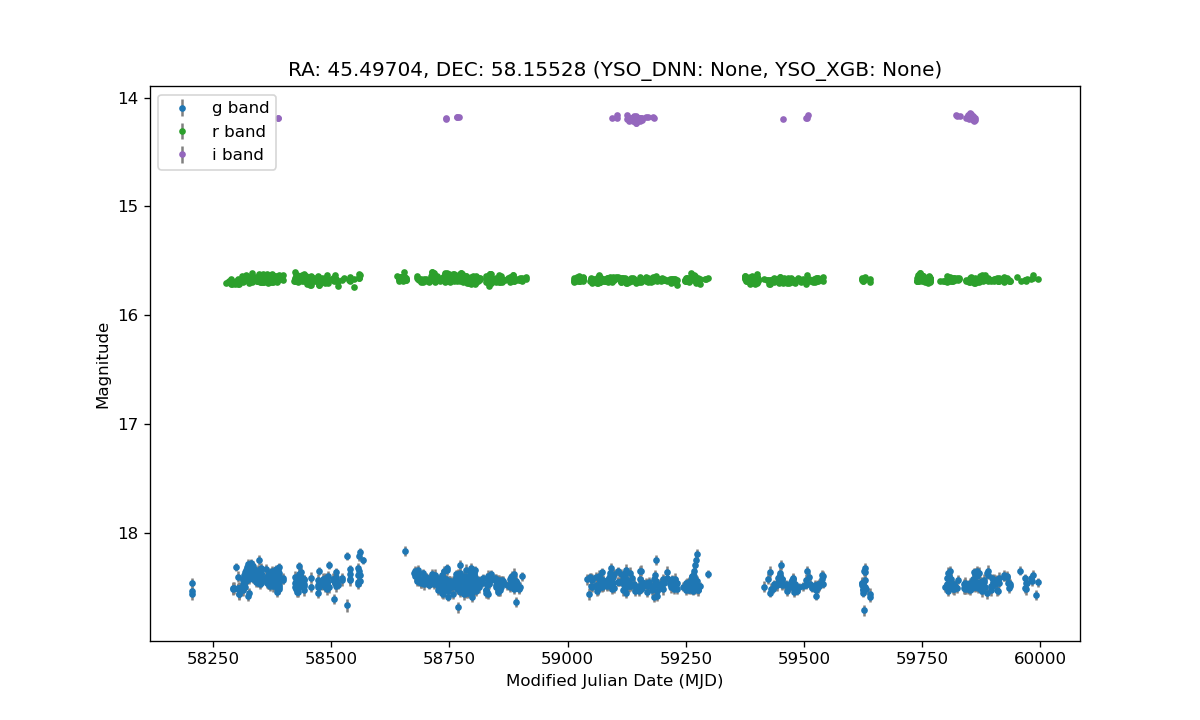 RA: 45.49704, DEC: 58.15528 (YSO_DNN: None, YSO_XGB: None)
g band
r band
i band
14
15
16
17
18
Magnitude
58250 58500 58750 59000 59250 59500 59750 60000
Modified Julian Date (MJD)